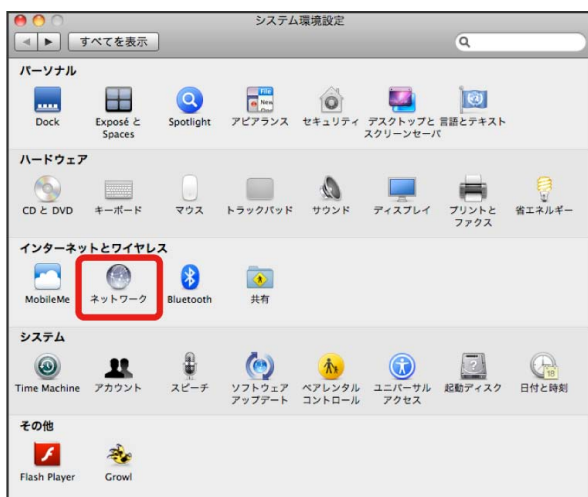 システム環境設定
すべてを表示
パーソナル
Dock
Exposé と
Spaces
Spotlight
アピアランス
セキュリティ
デスクトップと
スクリーンセーバ
言語とテキスト
ハードウェア
CD と DVD
キーボード
マウス
トラックパッド
サウンド
ディスプレイ
プリントと
ファクス
省エネルギー
インターネットとワイヤレス
MobileMe
ネットワーク
Bluetooth
共有
システム
Time Machine
アカウント
スピーチ
ソフトウェア
アップデート
ペアレンタル
コントロール
ユニバーサル
アクセス
起動ディスク
日付と時刻
その他
Flash Player
Growl